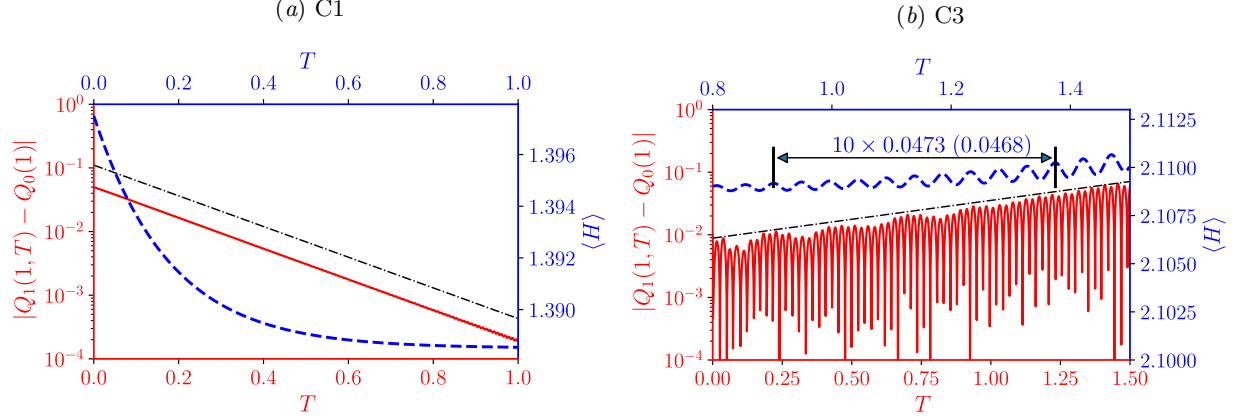 (a) C1
T
0.0 0.2 0.4 0.6 0.8 1.0
10^0
10^{-1}
10^{-2}
10^{-3}
10^{-4}
|Q_1(1, T) − Q_0(1)|
1.396
1.394
1.392
1.390
⟨H⟩
0.0 0.2 0.4 0.6 0.8 1.0
T
(b) C3
T
0.8 1.0 1.2 1.4
10^0
10^{-1}
10^{-2}
10^{-3}
10^{-4}
|Q_1(1, T) − Q_0(1)|
10 × 0.0473 (0.0468)
2.1125
2.1100
2.1075
2.1050
2.1025
2.1000
⟨H⟩
0.00 0.25 0.50 0.75 1.00 1.25 1.50
T